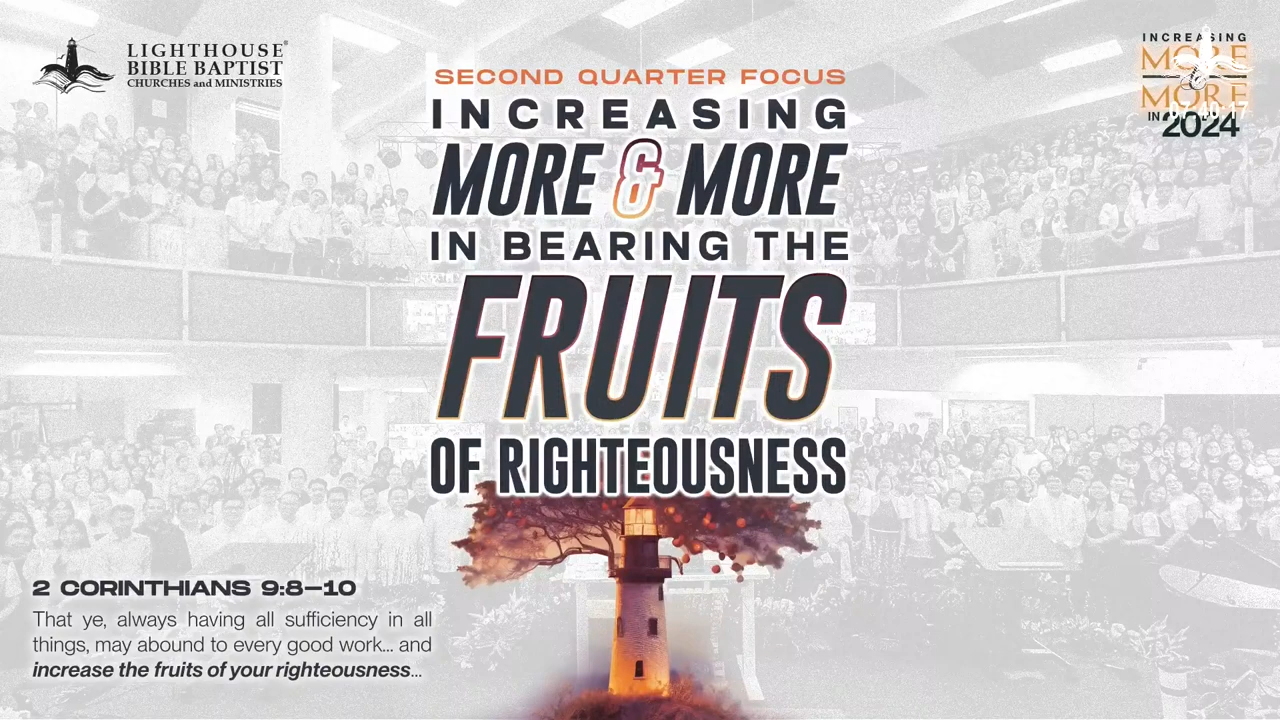 LIGHTHOUSE®
BIBLE BAPTIST
CHURCHES and MINISTRIES
SECOND QUARTER FOCUS
INCREASING
MORE & MORE
IN BEARING THE
FRUITS
OF RIGHTEOUSNESS
INCREASING
MORE
&
MORE
IN 2024
2 CORINTHIANS 9:8–10
That ye, always having all sufficiency in all
things, may abound to every good work... and
increase the fruits of your righteousness...